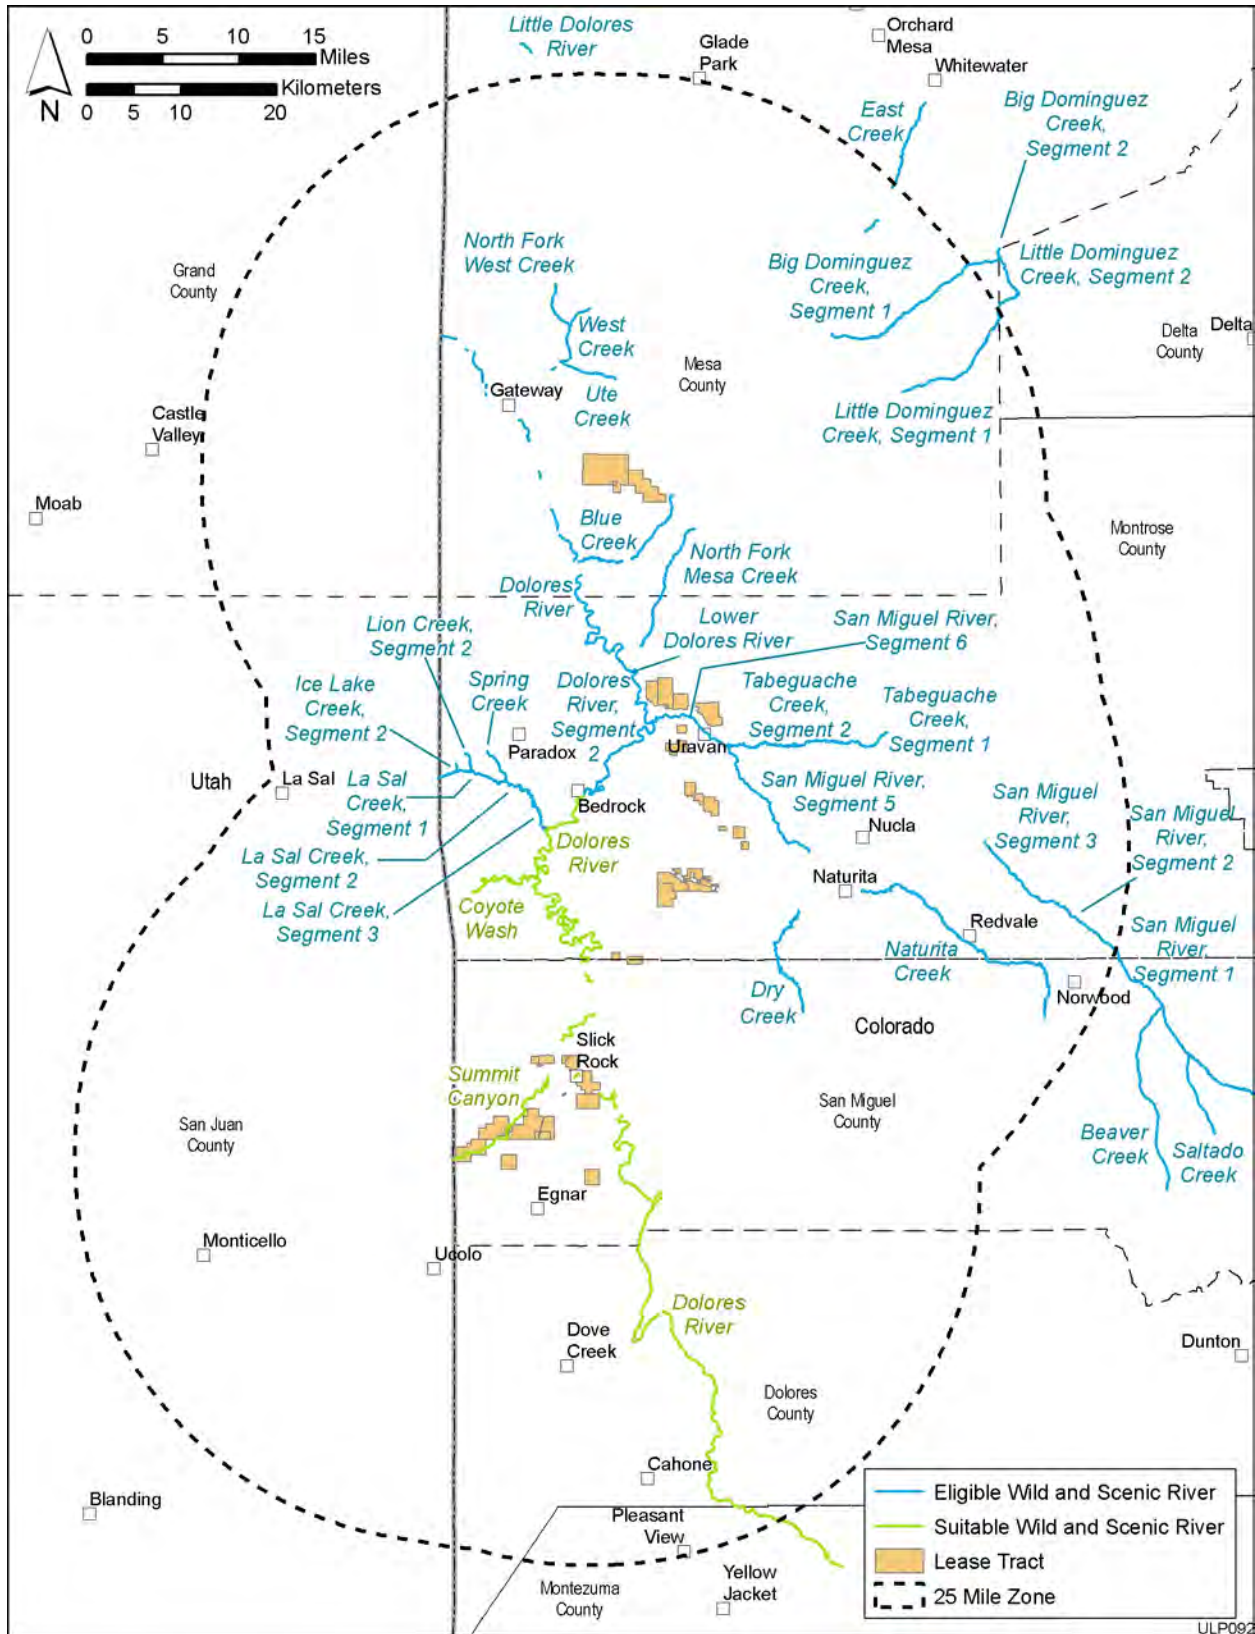 0 5 10 15
Miles
Kilometers
0 5 10 20
N
Little Dolores
River
Glade
Park
Orchard
Mesa
Whitewater
East
Creek
Big Dominguez
Creek,
Segment 2
North Fork
West Creek
Big Dominguez
Creek,
Segment 1
Little Dominguez
Creek, Segment 2
Grand
County
West
Creek
Mesa
County
Delta
County
Delta
Gateway
Ute
Creek
Castle
Valley
Little Dominguez
Creek, Segment 1
Moab
Blue
Creek
North Fork
Mesa Creek
Montrose
County
Dolores
River
Lion Creek,
Segment 2
Lower
Dolores River
San Miguel River,
Segment 6
Ice Lake
Creek,
Segment 2
Spring
Creek
Dolores
River,
Segment
2
Tabeguache
Creek,
Segment 2
Tabeguache
Creek,
Segment 1
Paradox
Uravan
Utah
La Sal
La Sal
Creek,
Segment 1
Bedrock
San Miguel River,
Segment 5
San Miguel
River,
Segment 3
San Miguel
River,
Segment 2
Nucla
La Sal Creek,
Segment 2
Dolores
River
Naturita
La Sal Creek,
Segment 3
Coyote
Wash
Redvale
San Miguel
River,
Segment 1
Naturita
Creek
Dry
Creek
Norwood
Colorado
Slick
Rock
Summit
Canyon
San Juan
County
San Miguel
County
Beaver
Creek
Saltado
Creek
Egnar
Monticello
Ucolo
Dolores
River
Dove
Creek
Dunton
Dolores
County
Cahone
Blanding
Pleasant
View
Yellow
Jacket
Montezuma
County
Eligible Wild and Scenic River
Suitable Wild and Scenic River
Lease Tract
25 Mile Zone
ULP092